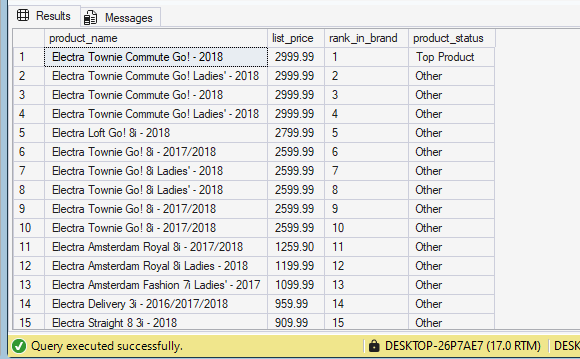 Results Messages
product_name list_price rank_in_brand product_status
1 Electra Townie Commute Go! - 2018 2999.99 1 Top Product
2 Electra Townie Commute Go! Ladies' - 2018 2999.99 2 Other
3 Electra Townie Commute Go! - 2018 2999.99 3 Other
4 Electra Townie Commute Go! Ladies' - 2018 2999.99 4 Other
5 Electra Loft Go! 8i - 2018 2799.99 5 Other
6 Electra Townie Go! 8i - 2017/2018 2599.99 6 Other
7 Electra Townie Go! 8i Ladies' - 2018 2599.99 7 Other
8 Electra Townie Go! 8i Ladies' - 2018 2599.99 8 Other
9 Electra Townie Go! 8i - 2017/2018 2599.99 9 Other
10 Electra Townie Go! 8i - 2017/2018 2599.99 10 Other
11 Electra Amsterdam Royal 8i - 2017/2018 1259.90 11 Other
12 Electra Amsterdam Royal 8i Ladies - 2018 1199.99 12 Other
13 Electra Amsterdam Fashion 7i Ladies' - 2017 1099.99 13 Other
14 Electra Delivery 3i - 2016/2017/2018 959.99 14 Other
15 Electra Straight 8 3i - 2018 909.99 15 Other
Query executed successfully. DESKTOP-26P7AE7 (17.0 RTM) DESK